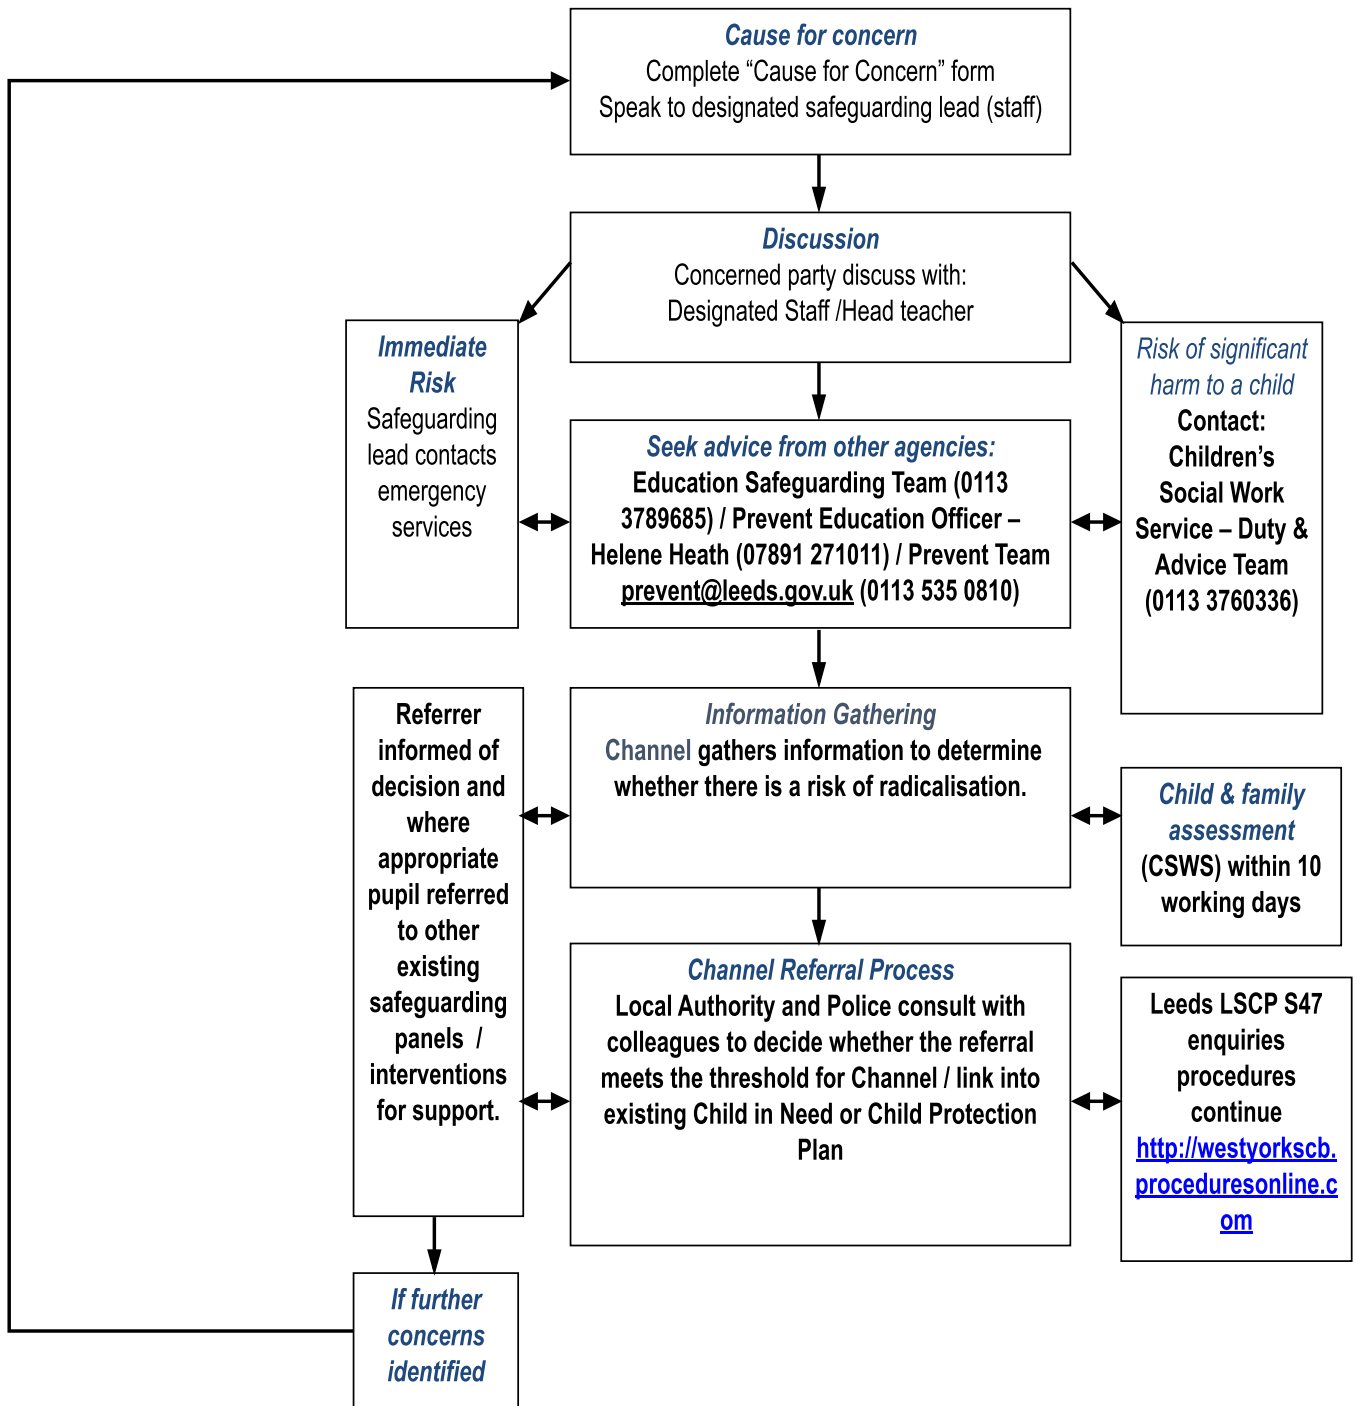 Cause for concern
Complete “Cause for Concern” form
Speak to designated safeguarding lead (staff)
Discussion
Concerned party discuss with:
Designated Staff /Head teacher
Immediate
Risk
Safeguarding
lead contacts
emergency
services
Seek advice from other agencies:
Education Safeguarding Team (0113
3789685) / Prevent Education Officer –
Helene Heath (07891 271011) / Prevent Team
prevent@leeds.gov.uk (0113 535 0810)
Risk of significant
harm to a child
Contact:
Children’s
Social Work
Service – Duty &
Advice Team
(0113 3760336)
Referrer
informed of
decision and
where
appropriate
pupil referred
to other
existing
safeguarding
panels /
interventions
for support.
Information Gathering
Channel gathers information to determine
whether there is a risk of radicalisation.
Child & family
assessment
(CSWS) within 10
working days
Channel Referral Process
Local Authority and Police consult with
colleagues to decide whether the referral
meets the threshold for Channel / link into
existing Child in Need or Child Protection
Plan
Leeds LSCP S47
enquiries
procedures
continue
http://westyorkscb.
proceduresonline.c
om
If further
concerns
identified